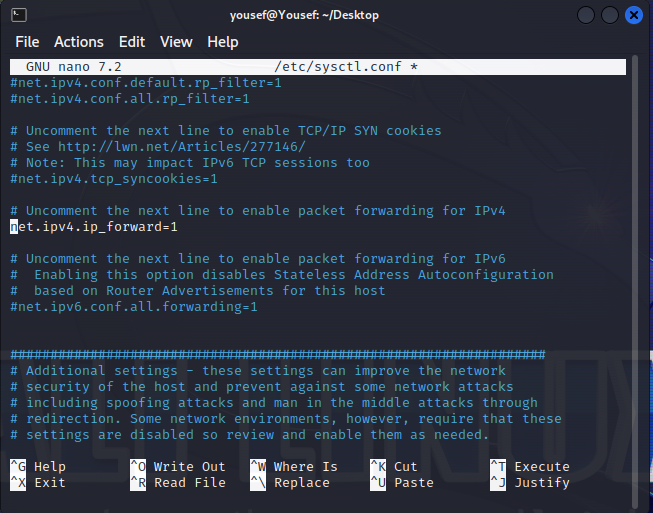 yousef@Yousef: ~/Desktop
File Actions Edit View Help
GNU nano 7.2 /etc/sysctl.conf *
#net.ipv4.conf.default.rp_filter=1
#net.ipv4.conf.all.rp_filter=1
# Uncomment the next line to enable TCP/IP SYN cookies
# See http://lwn.net/Articles/277146/
# Note: This may impact IPv6 TCP sessions too
#net.ipv4.tcp_syncookies=1
# Uncomment the next line to enable packet forwarding for IPv4
net.ipv4.ip_forward=1
# Uncomment the next line to enable packet forwarding for IPv6
#  Enabling this option disables Stateless Address Autoconfiguration
#  based on Router Advertisements for this host
#net.ipv6.conf.all.forwarding=1
###################################################################
# Additional settings - these settings can improve the network
# security of the host and prevent against some network attacks
# including spoofing attacks and man in the middle attacks through
# redirection. Some network environments, however, require that these
# settings are disabled so review and enable them as needed.
^G Help ^O Write Out ^W Where Is ^K Cut ^T Execute
^X Exit ^R Read File ^\ Replace ^U Paste ^J Justify